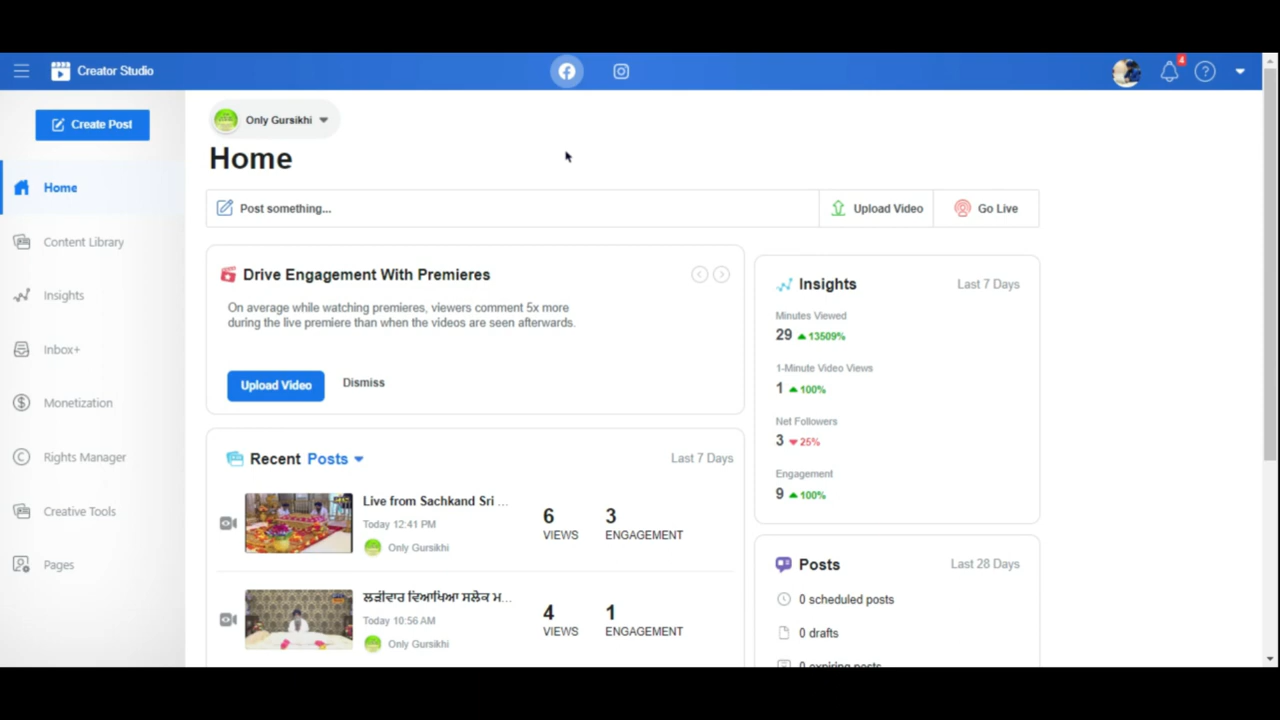 Creator Studio
4
Create Post
Home
Content Library
Insights
Inbox+
Monetization
Rights Manager
Creative Tools
Pages
Only Gursikhi
Home
Post something...
Upload Video
Go Live
Drive Engagement With Premieres
On average while watching premieres, viewers comment 5x more
during the live premiere than when the videos are seen afterwards.
Upload Video
Dismiss
Recent Posts
Last 7 Days
Live from Sachkand Sri ...
Today 12:41 PM
Only Gursikhi
6
VIEWS
3
ENGAGEMENT
ਲੜੀਵਾਰ ਵਿਆਖਿਆ ਸਲੋਕ ਮ...
Today 10:56 AM
Only Gursikhi
4
VIEWS
1
ENGAGEMENT
Insights
Last 7 Days
Minutes Viewed
29 13509%
1-Minute Video Views
1 100%
Net Followers
3 25%
Engagement
9 100%
Posts
Last 28 Days
0 scheduled posts
0 drafts
0 expiring posts